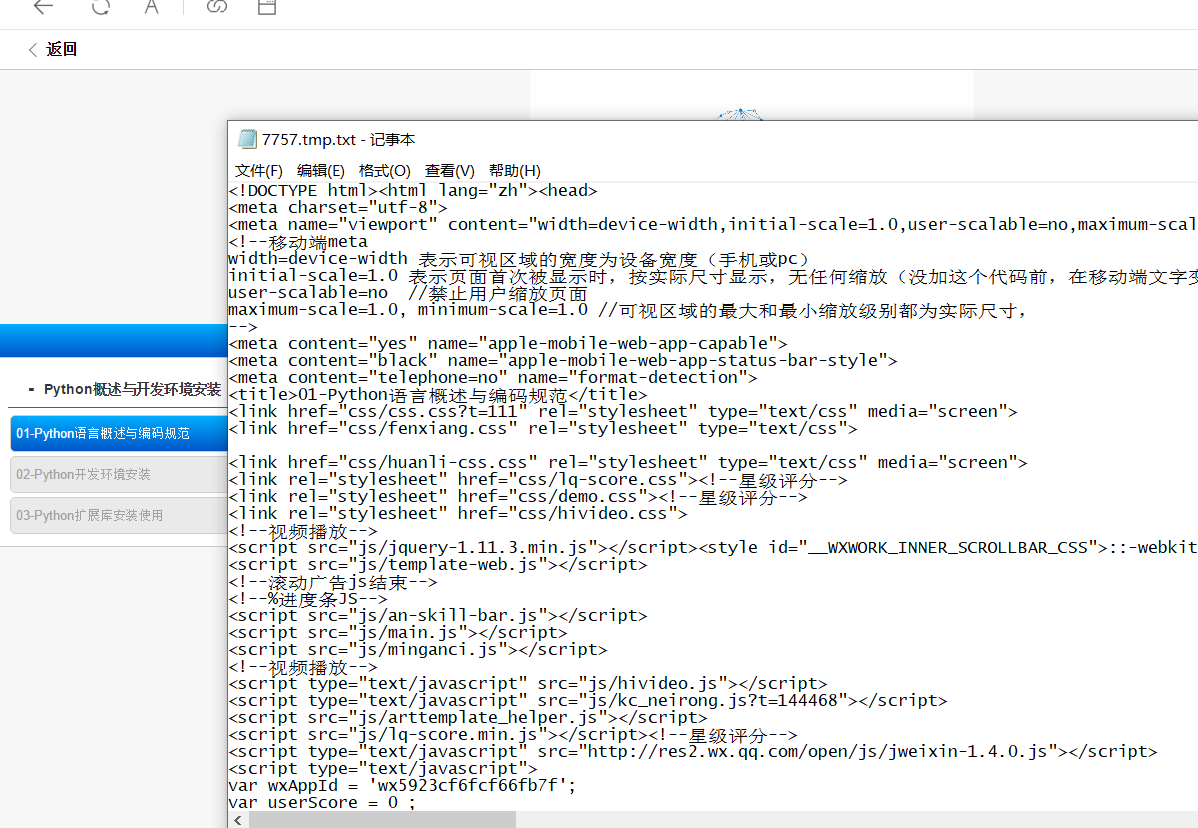 返回
7757.tmp.txt - 记事本
文件(F) 编辑(E) 格式(O) 查看(V) 帮助(H)
<!DOCTYPE html><html lang="zh"><head>
<meta charset="utf-8">
<meta name="viewport" content="width=device-width,initial-scale=1.0,user-scalable=no,maximum-scal
<!--移动端meta
width=device-width 表示可视区域的宽度为设备宽度（手机或pc）
initial-scale=1.0 表示页面首次被显示时，按实际尺寸显示，无任何缩放（没加这个代码前，在移动端文字变
user-scalable=no  //禁止用户缩放页面
maximum-scale=1.0, minimum-scale=1.0 //可视区域的最大和最小缩放级别都为实际尺寸，
-->
<meta content="yes" name="apple-mobile-web-app-capable">
<meta content="black" name="apple-mobile-web-app-status-bar-style">
<meta content="telephone=no" name="format-detection">
<title>01-Python语言概述与编码规范</title>
<link href="css/css.css?t=111" rel="stylesheet" type="text/css" media="screen">
<link href="css/fenxiang.css" rel="stylesheet" type="text/css">
<link href="css/huanli-css.css" rel="stylesheet" type="text/css" media="screen">
<link rel="stylesheet" href="css/lq-score.css"><!--星级评分-->
<link rel="stylesheet" href="css/demo.css"><!--星级评分-->
<link rel="stylesheet" href="css/hivideo.css">
<!--视频播放-->
<script src="js/jquery-1.11.3.min.js"></script><style id="__WXWORK_INNER_SCROLLBAR_CSS">::-webkit
<script src="js/template-web.js"></script>
<!--滚动广告js结束-->
<!--%进度条JS-->
<script src="js/an-skill-bar.js"></script>
<script src="js/main.js"></script>
<script src="js/minganci.js"></script>
<!--视频播放-->
<script type="text/javascript" src="js/hivideo.js"></script>
<script type="text/javascript" src="js/kc_neirong.js?t=144468"></script>
<script src="js/arttemplate_helper.js"></script>
<script src="js/lq-score.min.js"></script><!--星级评分-->
<script type="text/javascript" src="http://res2.wx.qq.com/open/js/jweixin-1.4.0.js"></script>
<script type="text/javascript">
var wxAppId = 'wx5923cf6fcf66fb7f';
var userScore = 0 ;
Python概述与开发环境安装
01-Python语言概述与编码规范
02-Python开发环境安装
03-Python扩展库安装使用